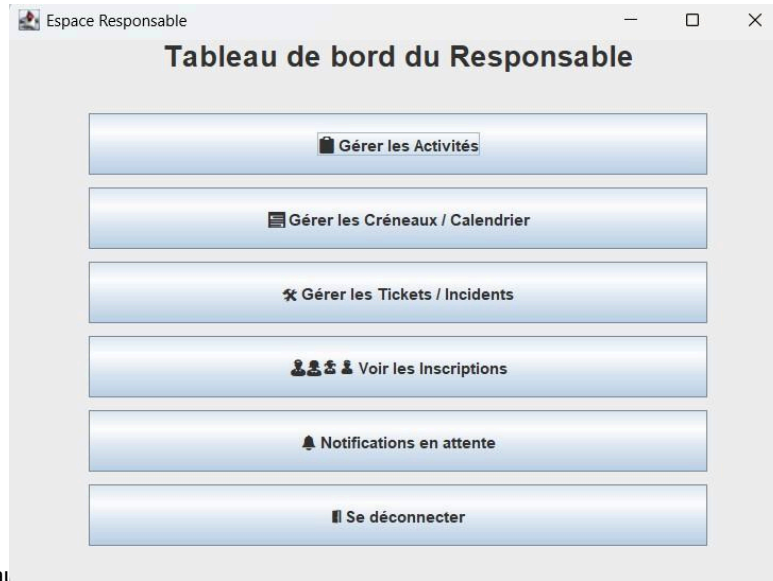 Espace Responsable
Tableau de bord du Responsable
Gérer les Activités
Gérer les Créneaux / Calendrier
Gérer les Tickets / Incidents
Voir les Inscriptions
Notifications en attente
Se déconnecter